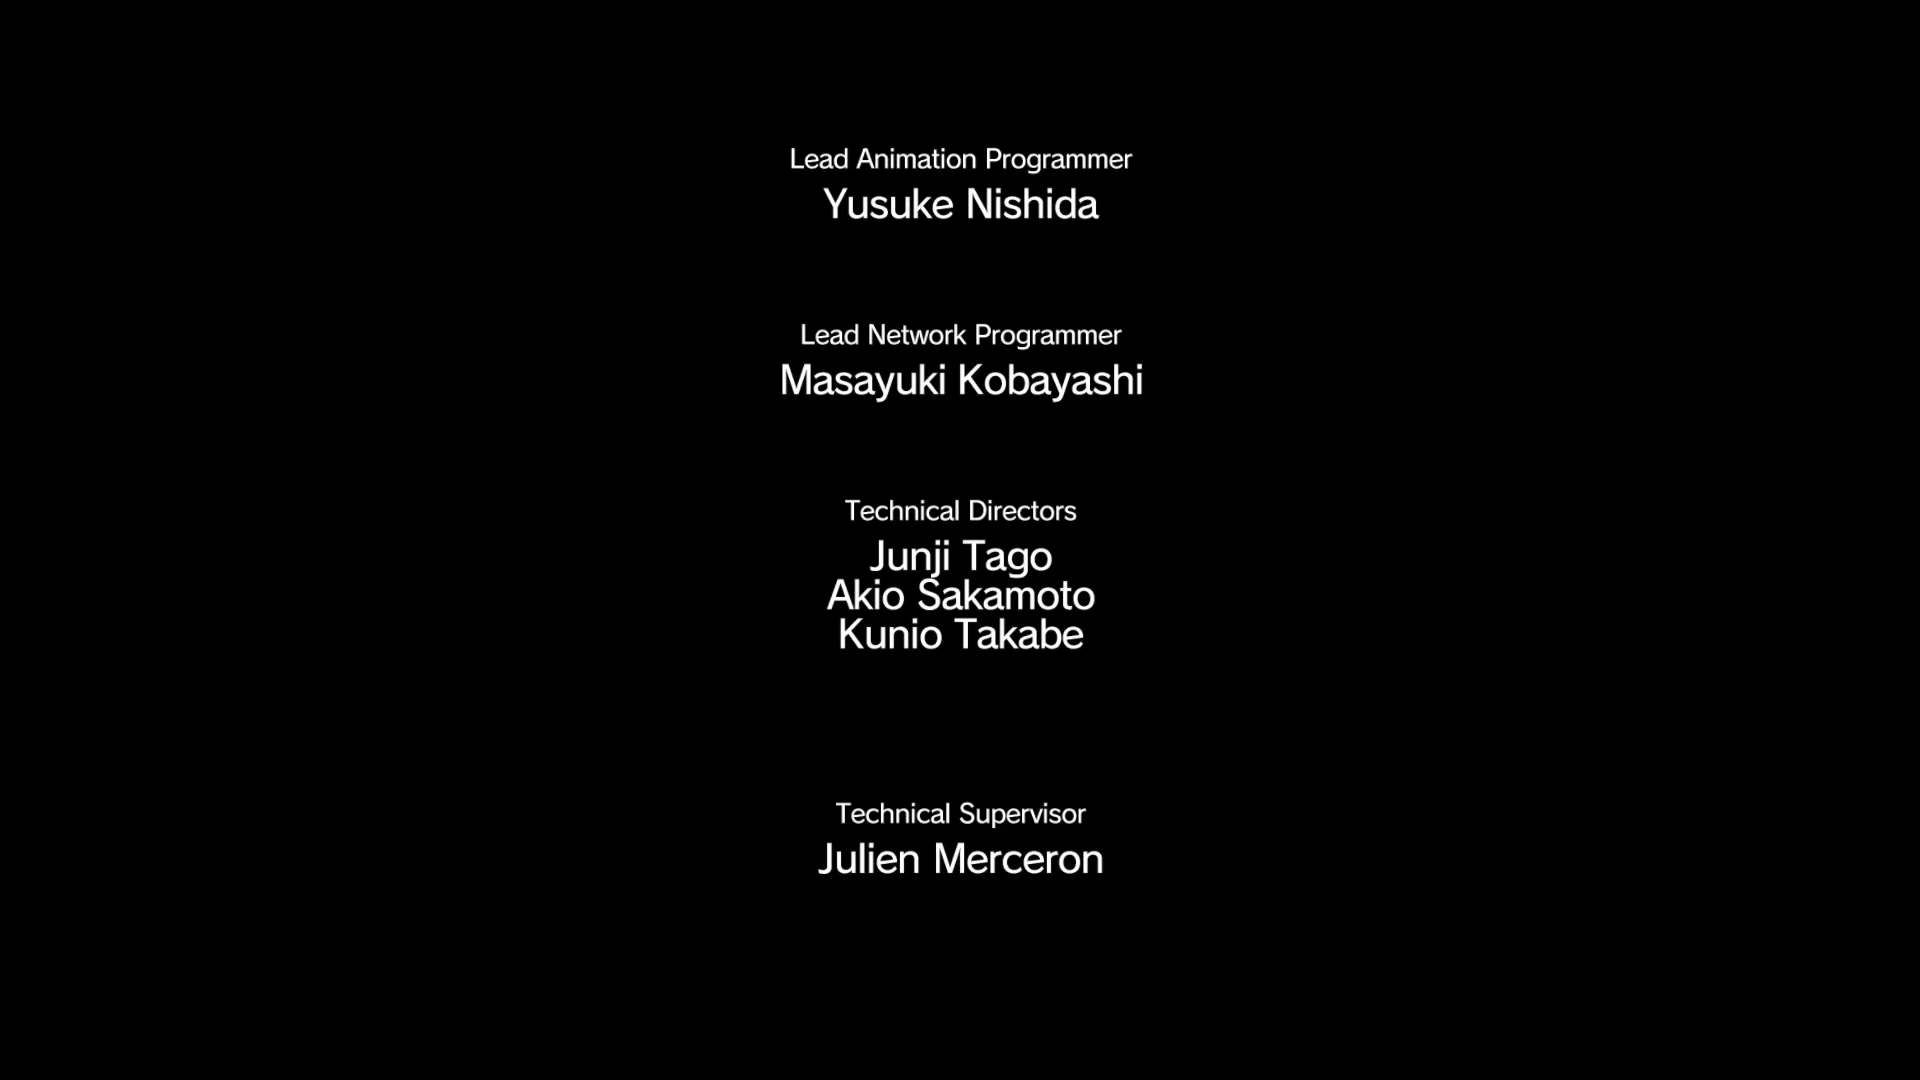 Lead Animation Programmer
Yusuke Nishida
Lead Network Programmer
Masayuki Kobayashi
Technical Directors
Junji Tago
Akio Sakamoto
Kunio Takabe
Technical Supervisor
Julien Merceron